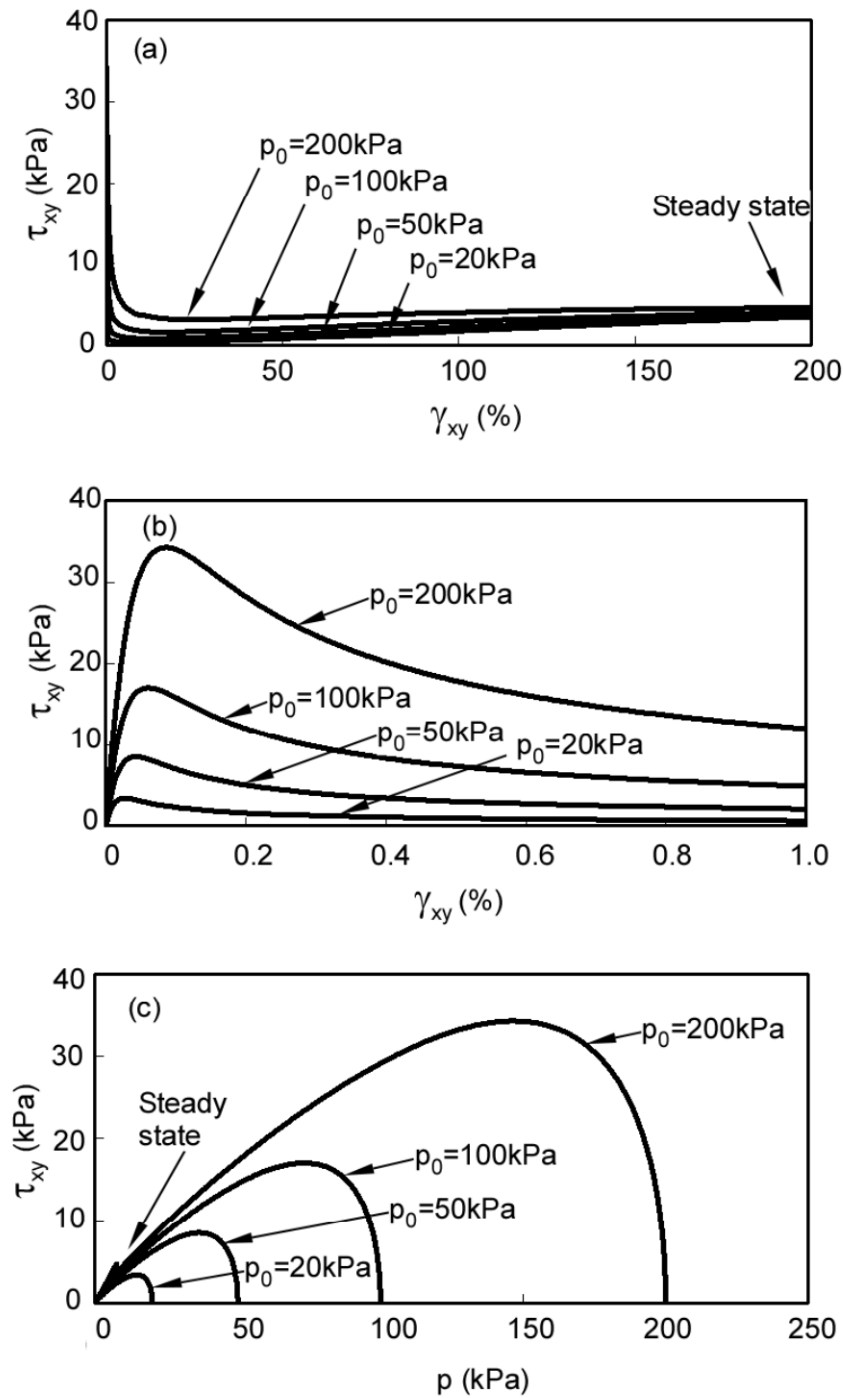 (a)
40
30
20
10
0
τxy (kPa)
p0=200kPa
p0=100kPa
p0=50kPa
p0=20kPa
Steady state
0 50 100 150 200
γxy (%)
(b)
40
30
20
10
0
τxy (kPa)
p0=200kPa
p0=100kPa
p0=50kPa
p0=20kPa
0 0.2 0.4 0.6 0.8 1.0
γxy (%)
(c)
40
30
20
10
0
τxy (kPa)
p0=200kPa
Steady
state
p0=100kPa
p0=50kPa
p0=20kPa
0 50 100 150 200 250
p (kPa)